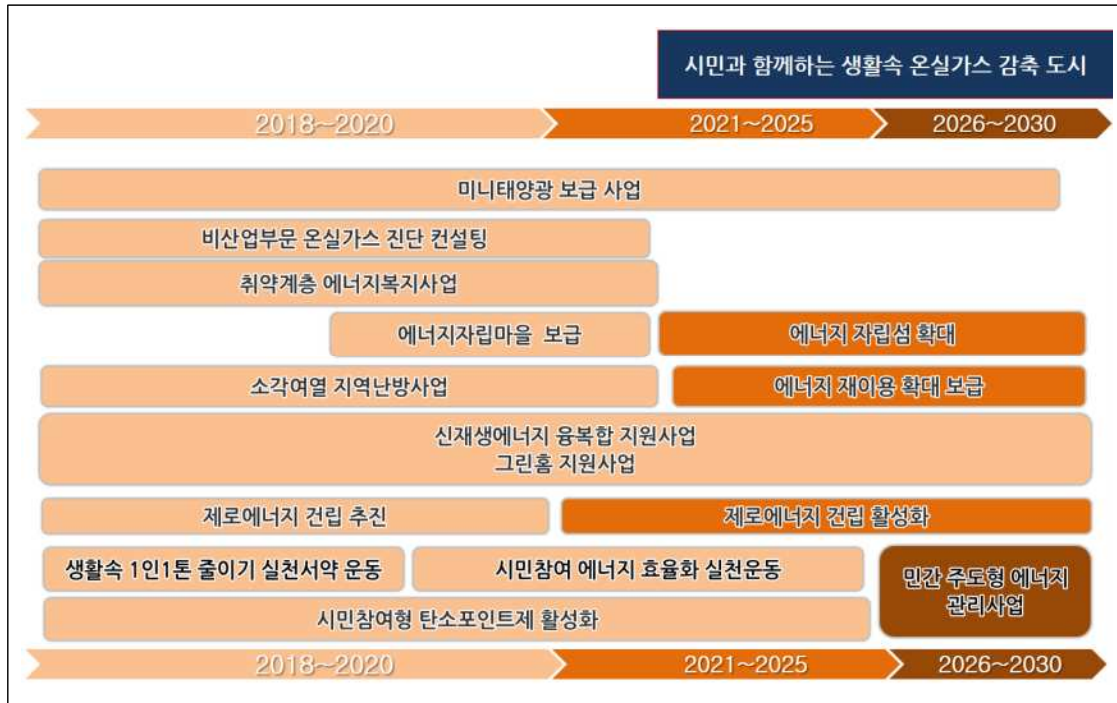 시민과 함께하는 생활속 온실가스 감축 도시
2018~2020
2021~2025
2026~2030
미니태양광 보급 사업
비산업부문 온실가스 진단 컨설팅
취약계층 에너지복지사업
에너지자립마을 보급
에너지 자립섬 확대
소각여열 지역난방사업
에너지 재이용 확대 보급
신재생에너지 융복합 지원사업
그린홈 지원사업
제로에너지 건립 추진
제로에너지 건립 활성화
생활속 1인1톤 줄이기 실천서약 운동
시민참여 에너지 효율화 실천운동
민간 주도형 에너지
관리사업
시민참여형 탄소포인트제 활성화
2018~2020
2021~2025
2026~2030